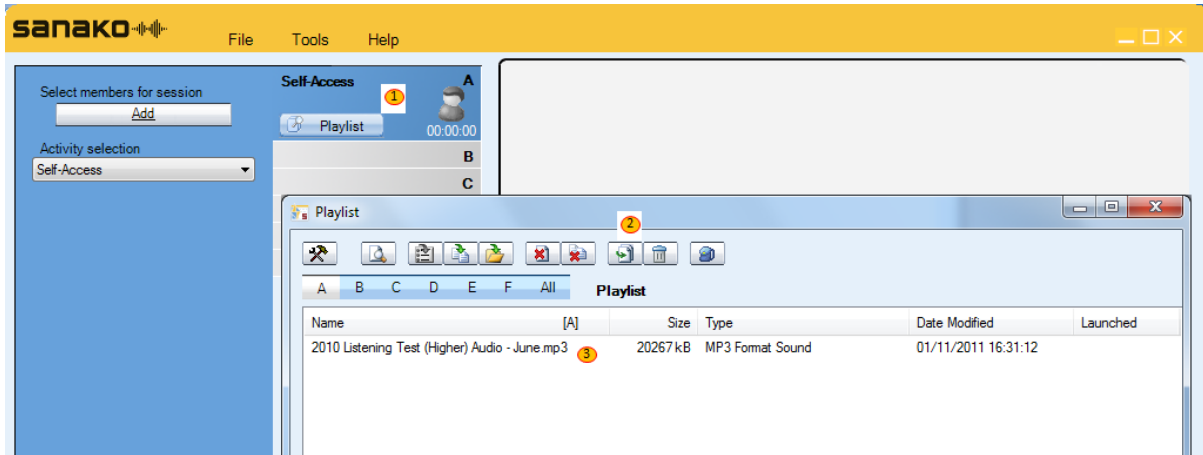 sanako File Tools Help
Select members for session
Add
Activity selection
Self-Access
Self-Access A
1
Playlist 00:00:00
B
C
Playlist
2
A B C D E F All Playlist
Name [A] Size Type Date Modified Launched
2010 Listening Test (Higher) Audio - June.mp3 3 20267 kB MP3 Format Sound 01/11/2011 16:31:12